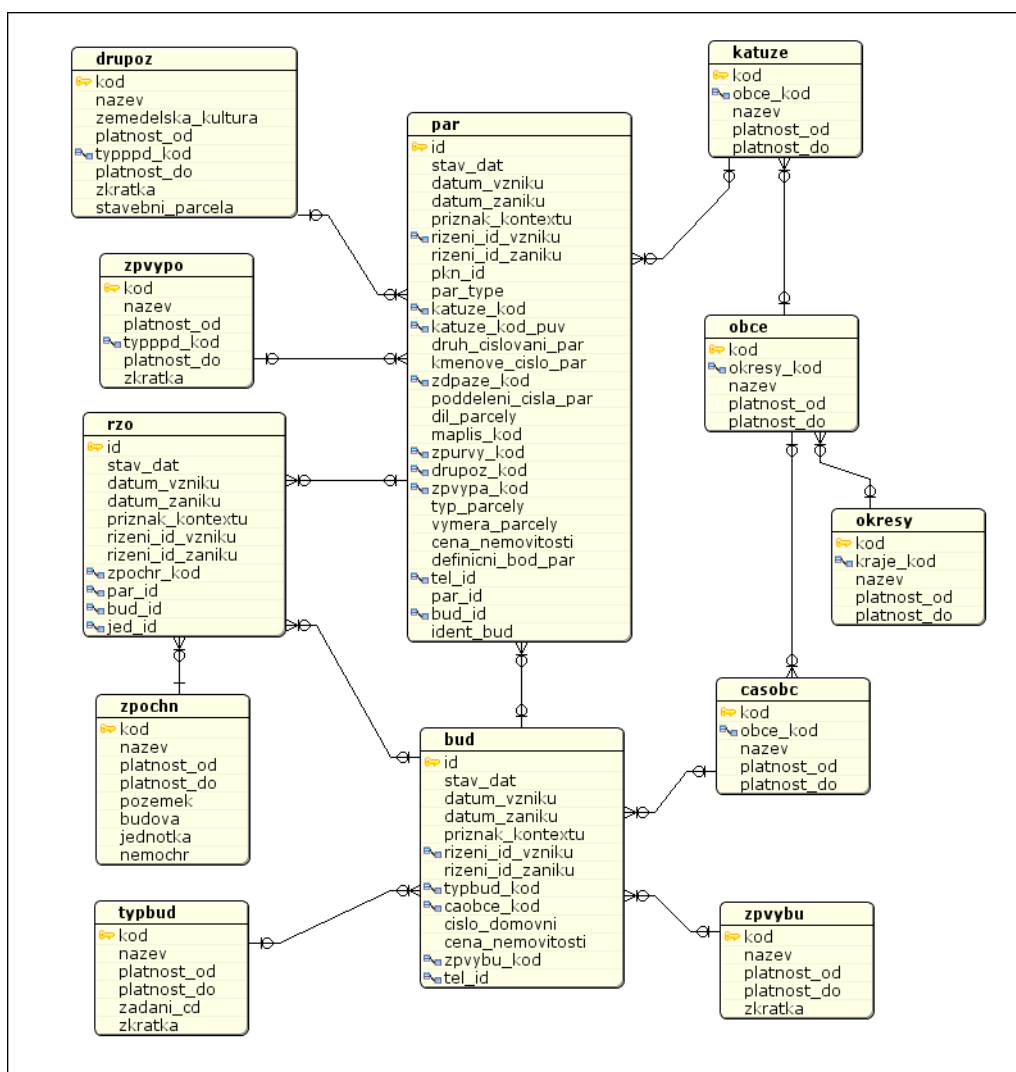 drupoz
kod
nazev
zemedelska_kultura
platnost_od
typppd_kod
platnost_do
zkratka
stavebni_parcela
zpvypo
kod
nazev
platnost_od
typppd_kod
platnost_do
zkratka
rzo
id
stav_dat
datum_vzniku
datum_zaniku
priznak_kontextu
rizeni_id_vzniku
rizeni_id_zaniku
zpochr_kod
par_id
bud_id
jed_id
zpochn
kod
nazev
platnost_od
platnost_do
pozemek
budova
jednotka
nemochr
typbud
kod
nazev
platnost_od
platnost_do
zadani_cd
zkratka
par
id
stav_dat
datum_vzniku
datum_zaniku
priznak_kontextu
rizeni_id_vzniku
rizeni_id_zaniku
pkn_id
par_type
katuze_kod
katuze_kod_puv
druh_cislovani_par
kmenove_cislo_par
zdpaze_kod
poddeleni_cisla_par
dil_parcely
maplis_kod
zpurvy_kod
drupoz_kod
zpvypa_kod
typ_parcely
vymera_parcely
cena_nemovitosti
definicni_bod_par
tel_id
par_id
bud_id
ident_bud
bud
id
stav_dat
datum_vzniku
datum_zaniku
priznak_kontextu
rizeni_id_vzniku
rizeni_id_zaniku
typbud_kod
caobce_kod
cislo_domovni
cena_nemovitosti
zpvybu_kod
tel_id
katuze
kod
obce_kod
nazev
platnost_od
platnost_do
obce
kod
okresy_kod
nazev
platnost_od
platnost_do
okresy
kod
kraje_kod
nazev
platnost_od
platnost_do
casobc
kod
obce_kod
nazev
platnost_od
platnost_do
zpvybu
kod
nazev
platnost_od
platnost_do
zkratka